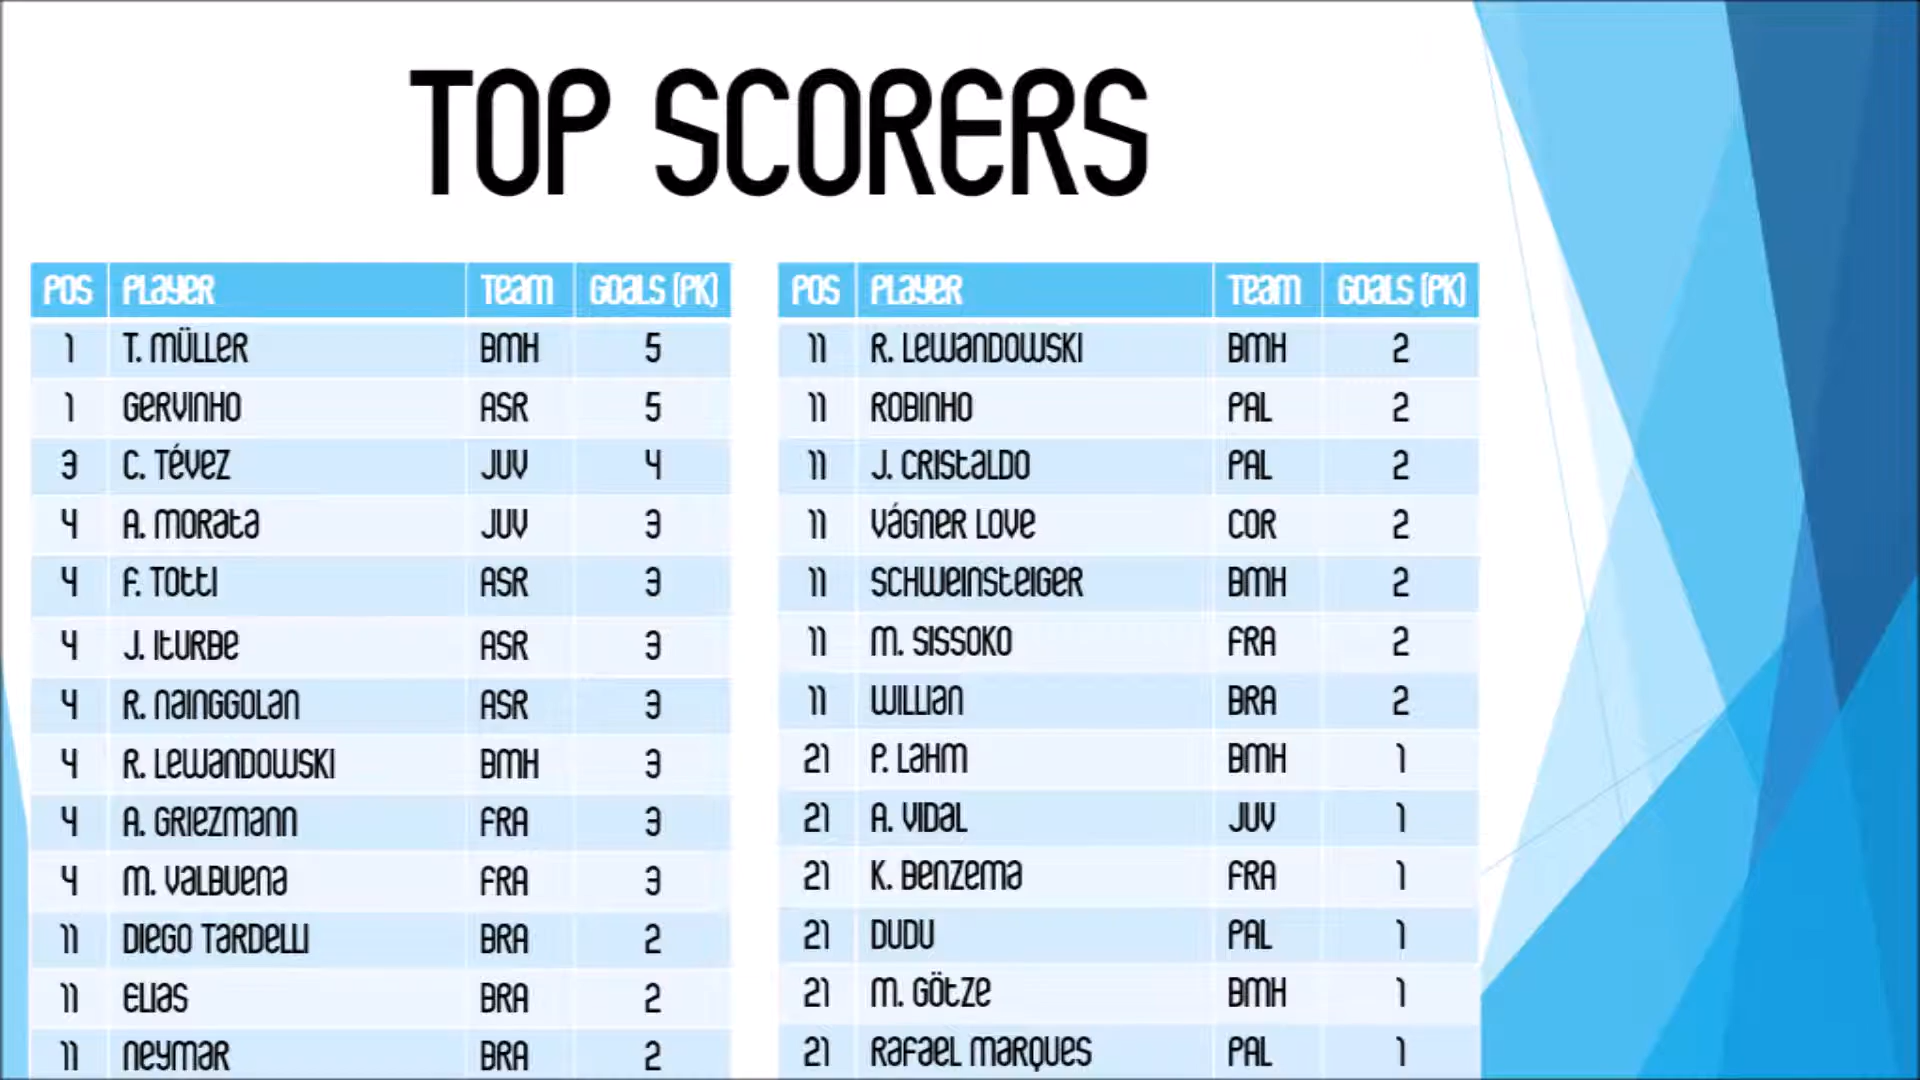 TOP SCORERS
POS PLAYER TEAM GOALS (PK)
1 T. MÜLLER BMH 5
1 GERVINHO ASR 5
3 C. TÉVEZ JUV 4
4 A. MORATA JUV 3
4 F. TOTTI ASR 3
4 J. ITURBE ASR 3
4 R. NAINGGOLAN ASR 3
4 R. LEWANDOWSKI BMH 3
4 A. GRIEZMANN FRA 3
4 M. VALBUENA FRA 3
11 DIEGO TARDELLI BRA 2
11 ELIAS BRA 2
11 NEYMAR BRA 2
POS PLAYER TEAM GOALS (PK)
11 R. LEWANDOWSKI BMH 2
11 ROBINHO PAL 2
11 J. CRISTALDO PAL 2
11 VÁGNER LOVE COR 2
11 SCHWEINSTEIGER BMH 2
11 M. SISSOKO FRA 2
11 WILLIAN BRA 2
21 P. LAHM BMH 1
21 A. VIDAL JUV 1
21 K. BENZEMA FRA 1
21 DUDU PAL 1
21 M. GÖTZE BMH 1
21 RAFAEL MARQUES PAL 1